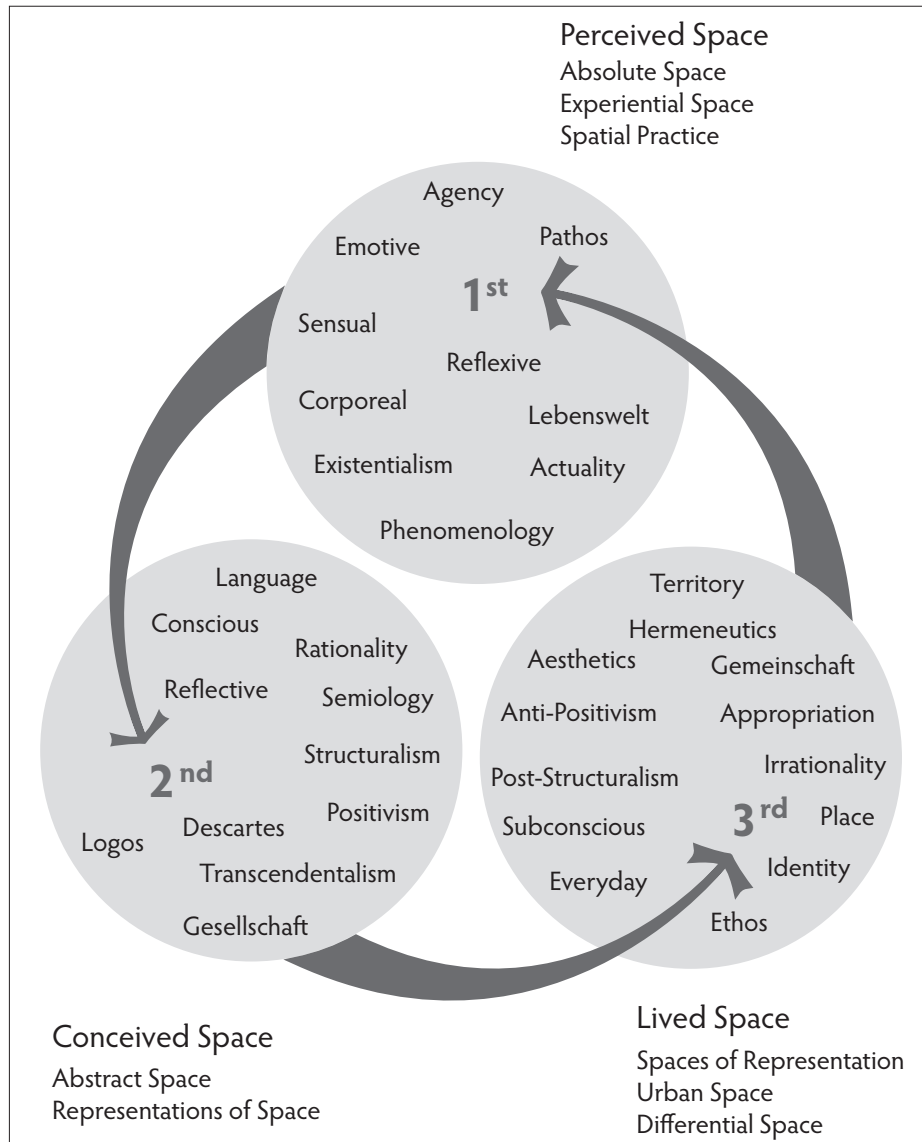 Perceived Space
Absolute Space
Experiential Space
Spatial Practice
Agency
Emotive
Pathos
1st
Sensual
Reflexive
Corporeal
Lebenswelt
Existentialism
Actuality
Phenomenology
Language
Conscious
Rationality
Reflective
Semiology
Structuralism
2nd
Positivism
Descartes
Logos
Transcendentalism
Gesellschaft
Territory
Hermeneutics
Aesthetics
Gemeinschaft
Anti-Positivism
Appropriation
Irrationality
Post-Structuralism
3rd
Place
Subconscious
Identity
Everyday
Ethos
Conceived Space
Abstract Space
Representations of Space
Lived Space
Spaces of Representation
Urban Space
Differential Space